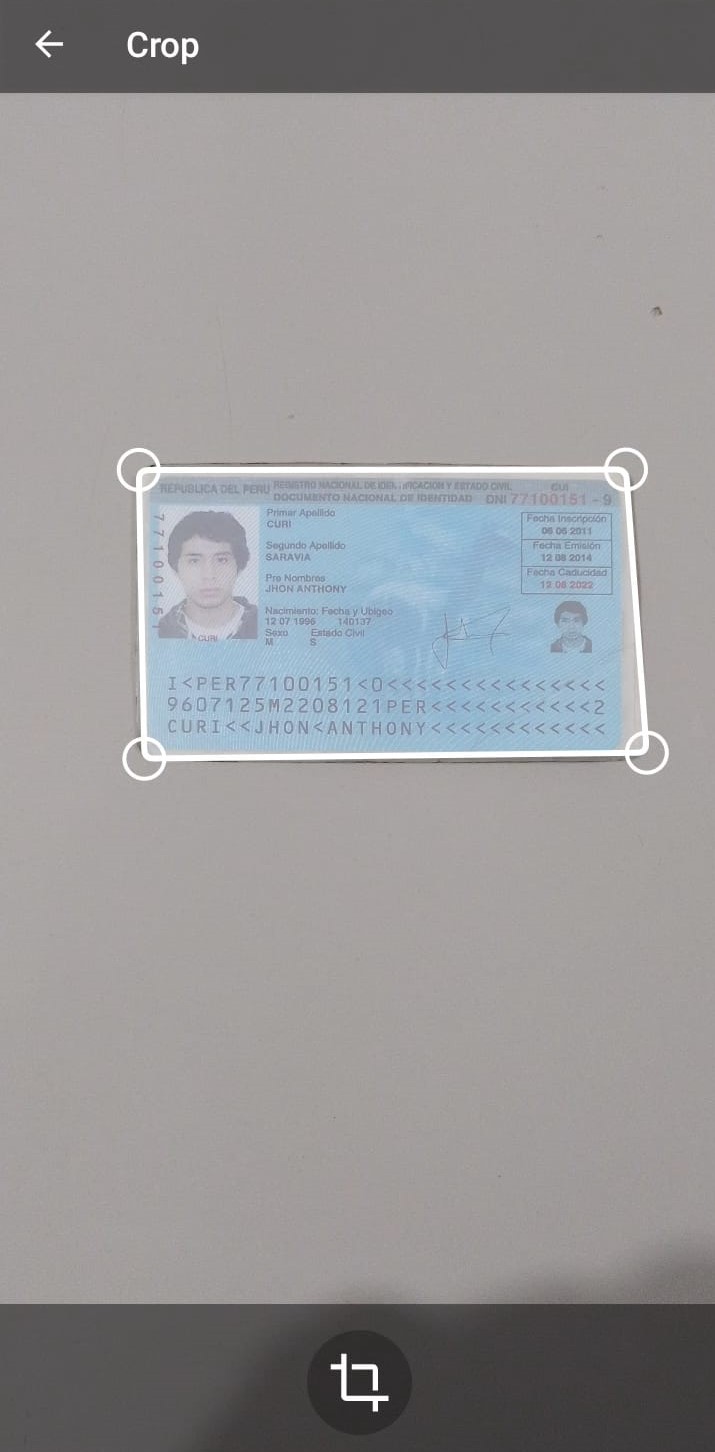 Crop
REPUBLICA DEL PERU REGISTRO NACIONAL DE IDENTIFICACION Y ESTADO CIVIL CUI
DOCUMENTO NACIONAL DE IDENTIDAD DNI 77100151 - 9
77100151
Primer Apellido
CURI
Segundo Apellido
SARAVIA
Pre Nombres
JHON ANTHONY
Nacimiento: Fecha y Ubigeo
12 07 1996 140137
Sexo Estado Civil
M S
CURI
Fecha Inscripción
06 06 2011
Fecha Emisión
12 08 2014
Fecha Caducidad
12 08 2022
I<PER77100151<0<<<<<<<<<<<<<<<
9607125M2208121PER<<<<<<<<<<<2
CURI<<JHON<ANTHONY<<<<<<<<<<<<